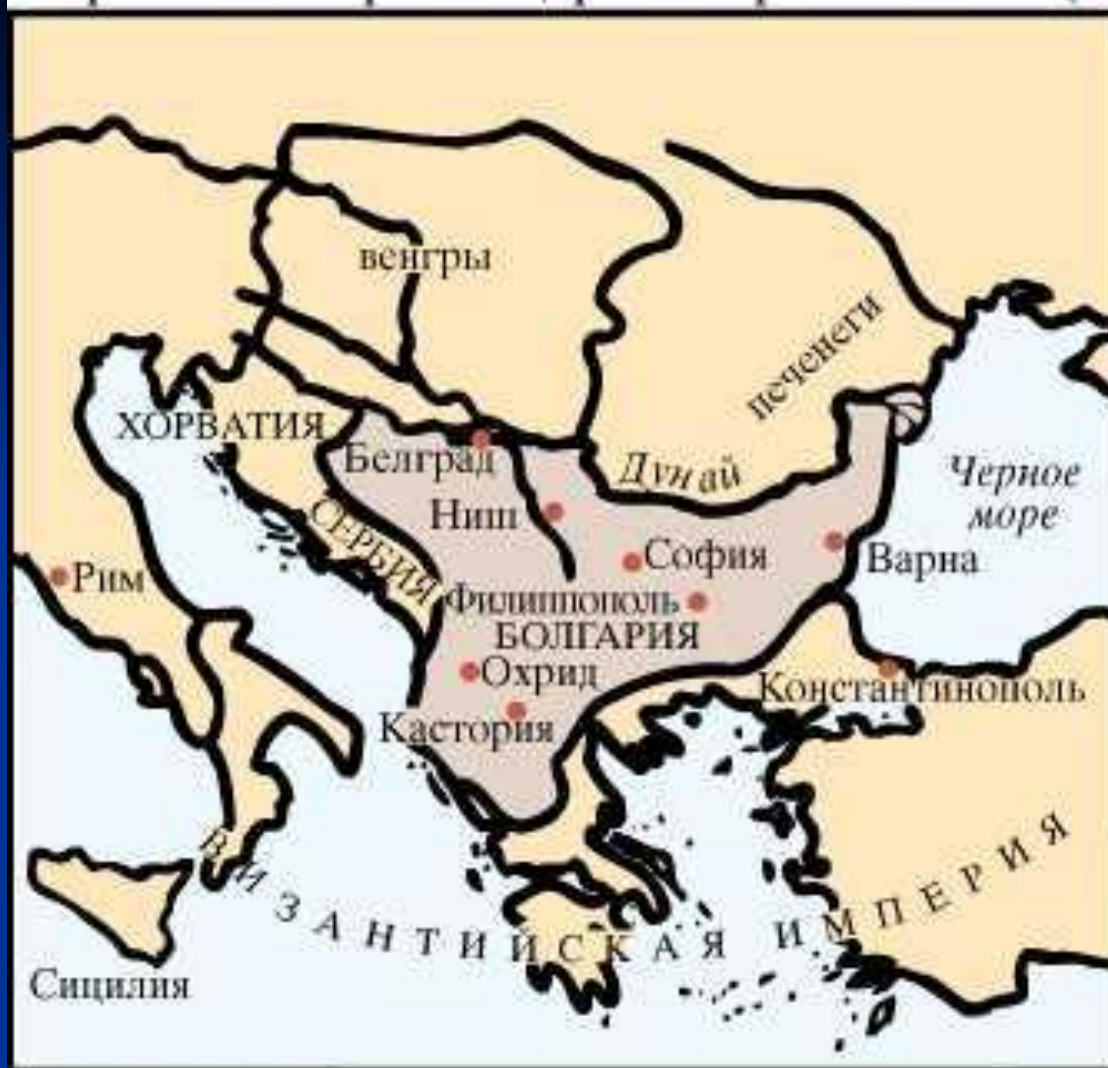 венгры
печенеги
ХОРВАТИЯ
Белград
Дунай
Черное
море
Ниш
СЕРБИЯ
София
Варна
Рим
Филиппополь
БОЛГАРИЯ
Охрид
Константинополь
Кастория
ВИЗАНТИЙСКАЯ ИМПЕРИЯ
Сицилия